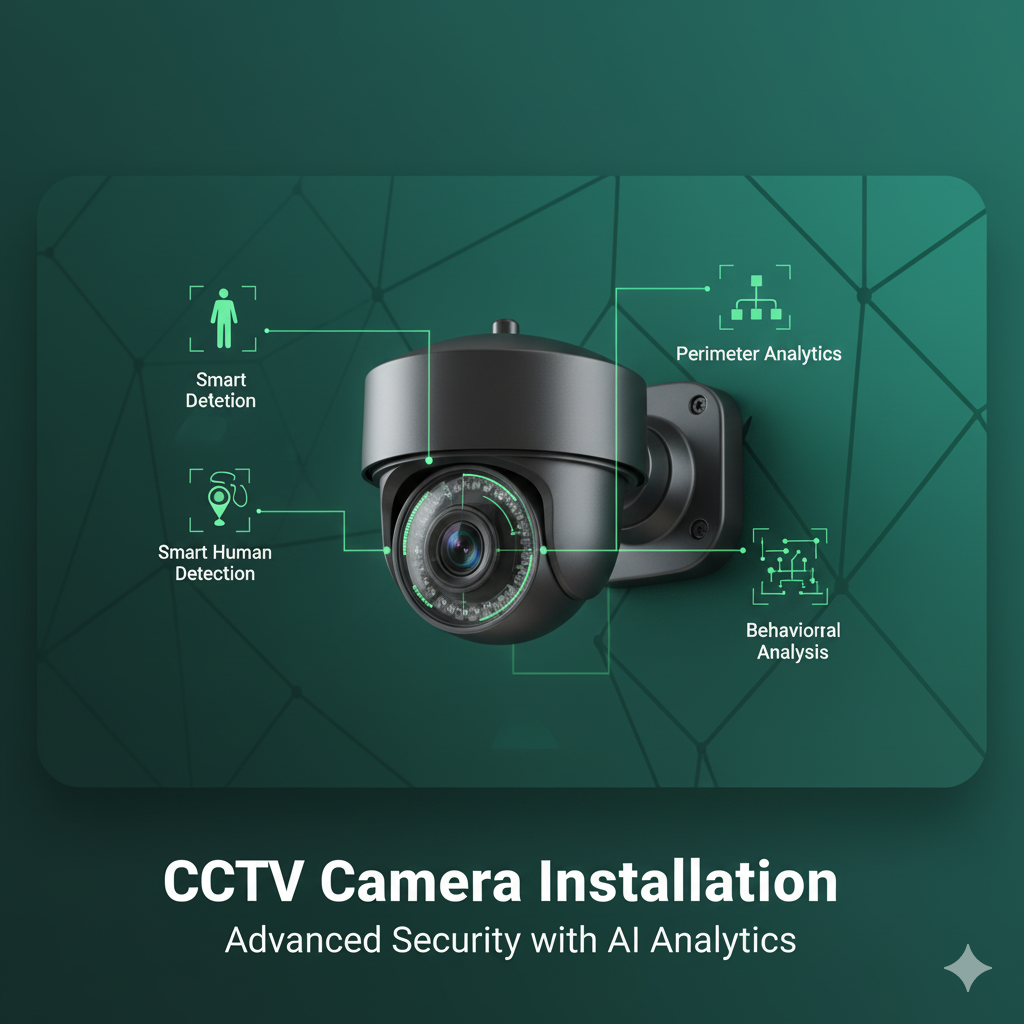 Smart
Detetion
Perimeter Analytics
Smart Human
Detection
Behaviorral
Analysis
CCTV Camera Installation
Advanced Security with AI Analytics